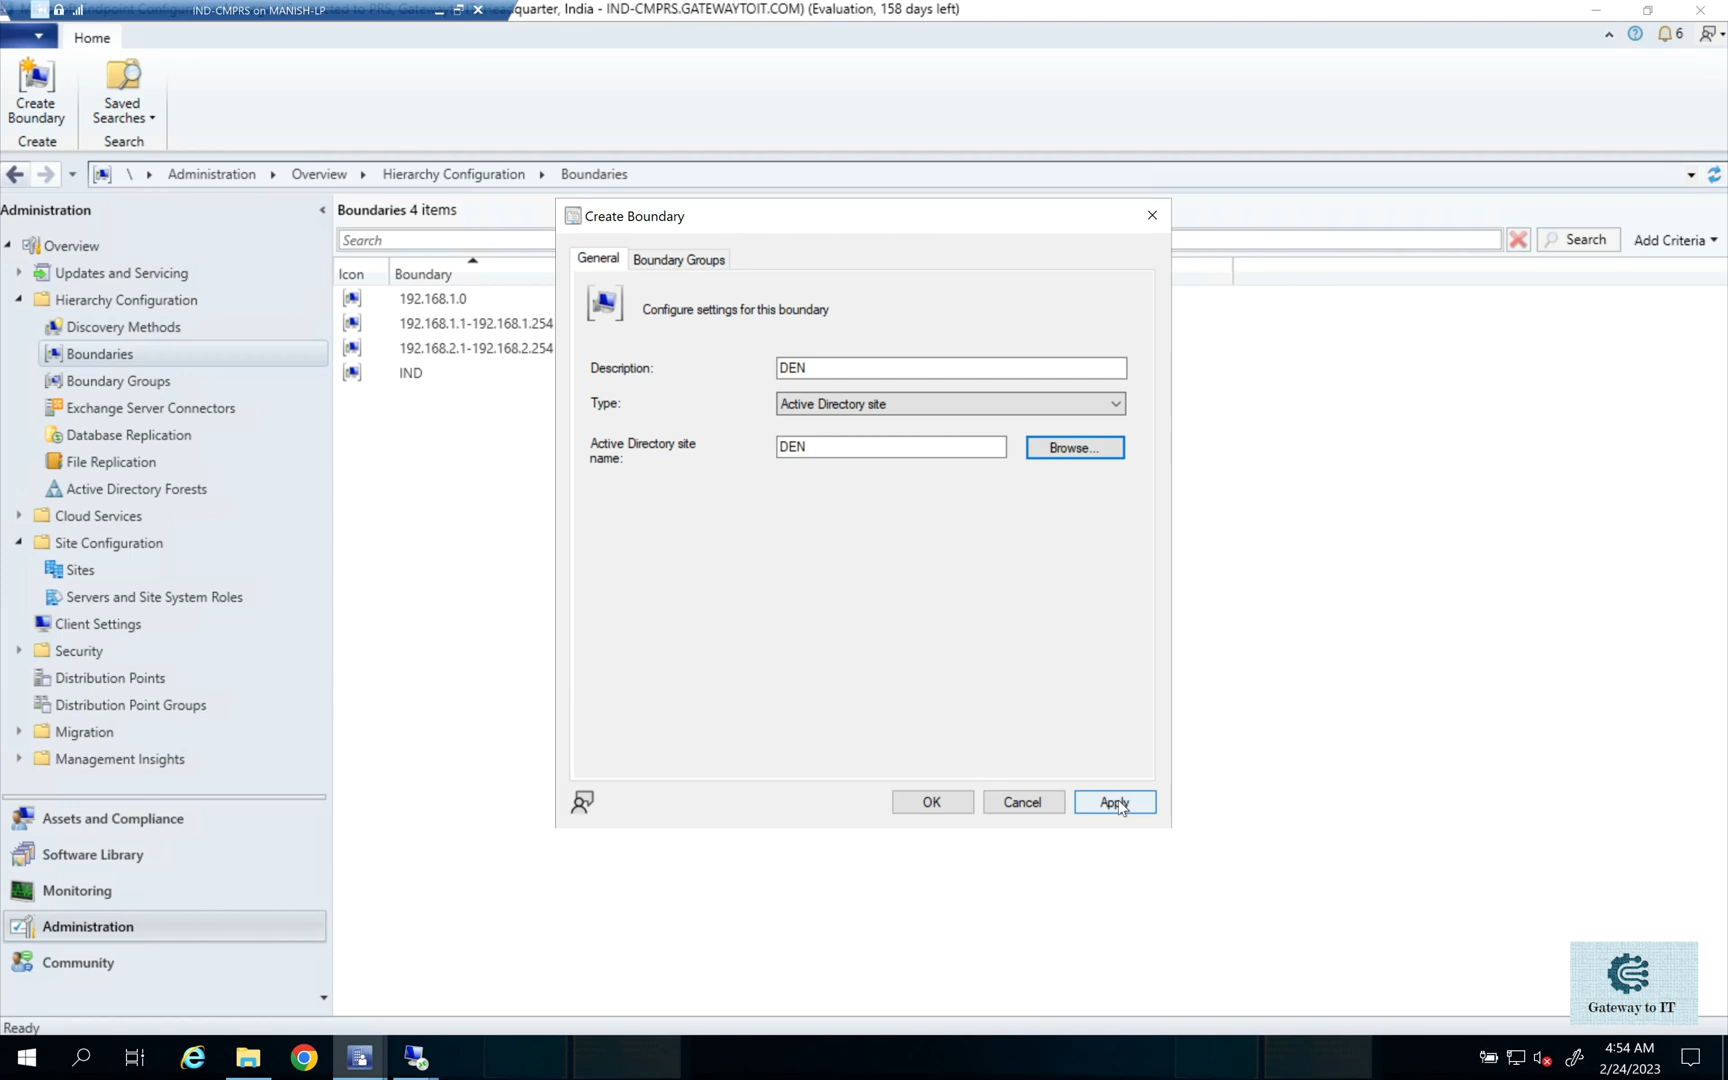 IND-CMPRS on MANISH-LP
quarter, India - IND-CMPRS.GATEWAYTOIT.COM) (Evaluation, 158 days left)
Home
6
Create Boundary
Saved Searches
Create
Search
\ Administration Overview Hierarchy Configuration Boundaries
Administration
Boundaries 4 items
Search
Search
Add Criteria
Icon
Boundary
192.168.1.0
192.168.1.1-192.168.1.254
192.168.2.1-192.168.2.254
IND
Overview
Updates and Servicing
Hierarchy Configuration
Discovery Methods
Boundaries
Boundary Groups
Exchange Server Connectors
Database Replication
File Replication
Active Directory Forests
Cloud Services
Site Configuration
Sites
Servers and Site System Roles
Client Settings
Security
Distribution Points
Distribution Point Groups
Migration
Management Insights
Assets and Compliance
Software Library
Monitoring
Administration
Community
Create Boundary
General
Boundary Groups
Configure settings for this boundary
Description:
DEN
Type:
Active Directory site
Active Directory site
name:
DEN
Browse...
OK
Cancel
Apply
Gateway to IT
Ready
4:54 AM
2/24/2023